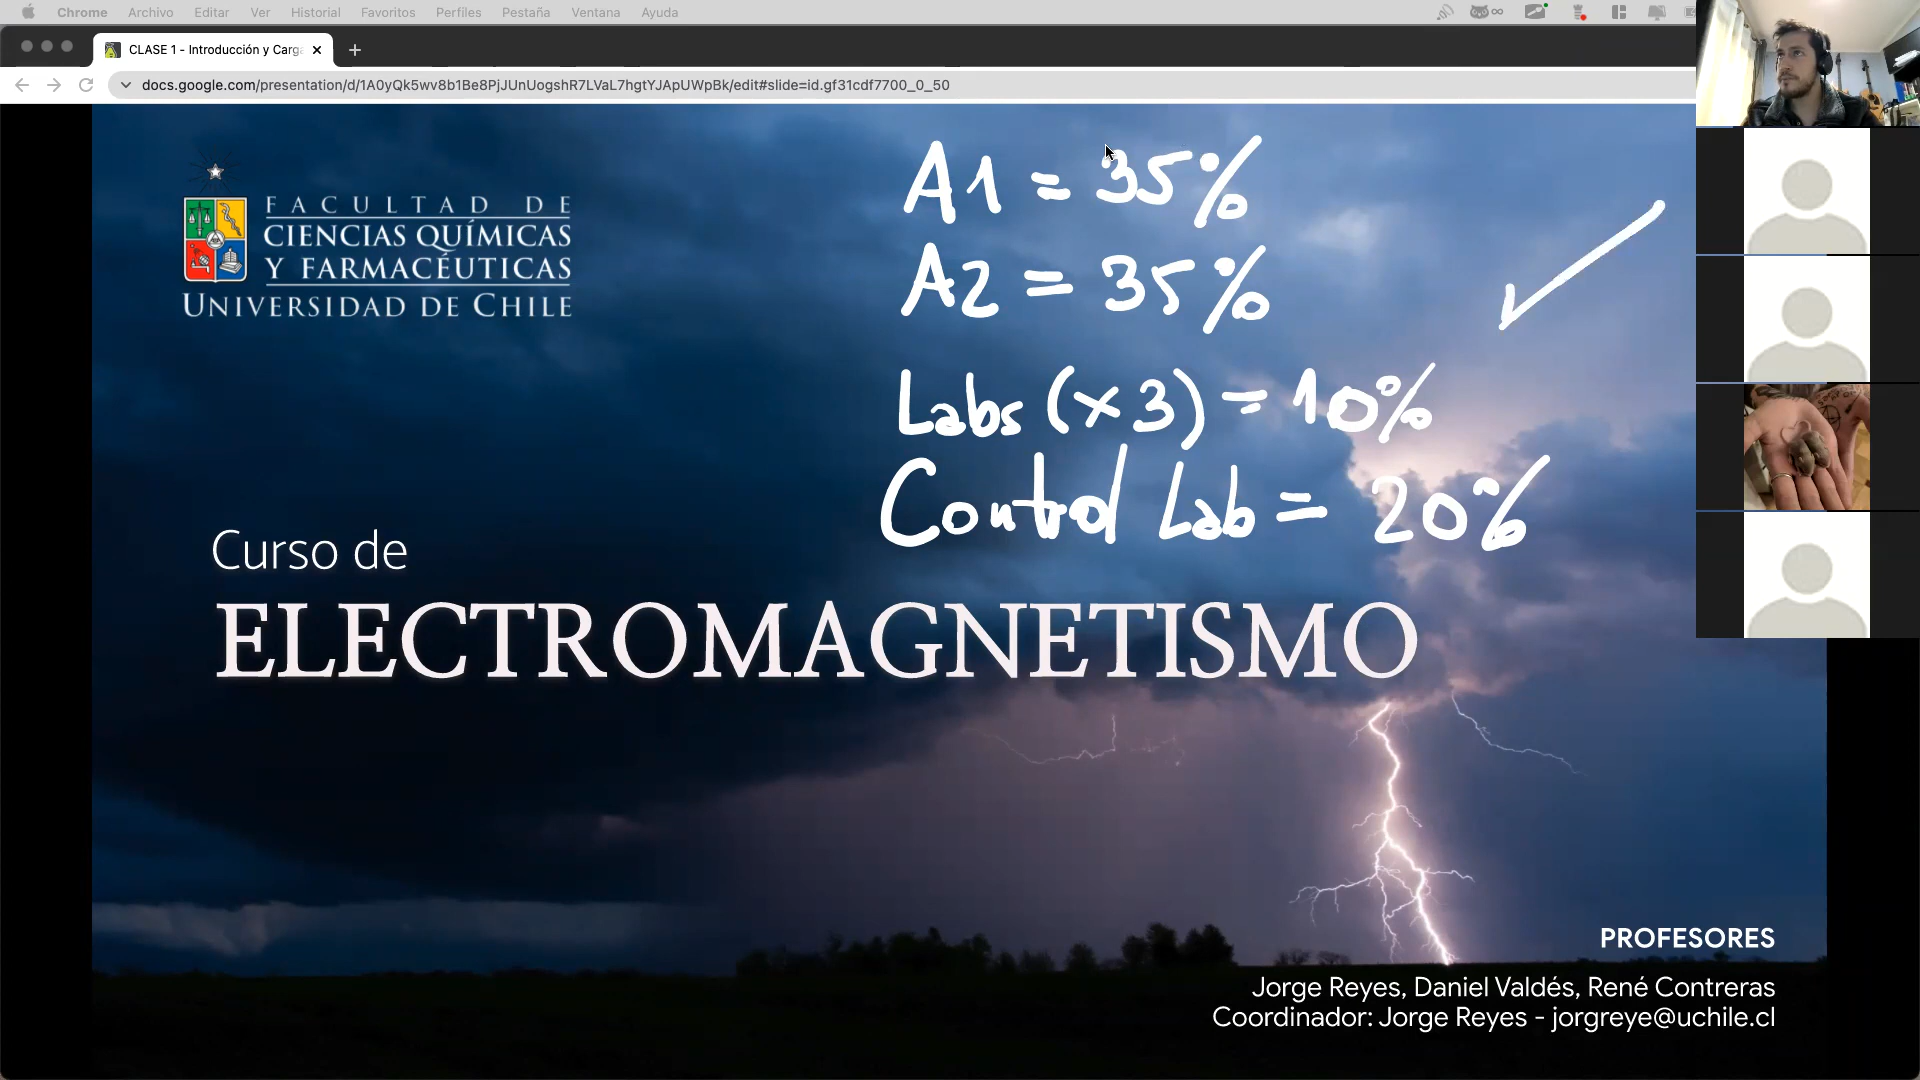 Chrome Archivo Editar Ver Historial Favoritos Perfiles Pestaña Ventana Ayuda
CLASE 1 - Introducción y Carga
docs.google.com/presentation/d/1A0yQk5wv8b1Be8PjJUnUogshR7LVaL7hgtYJApUWpBk/edit#slide=id.gf31cdf7700_0_50
FACULTAD DE
CIENCIAS QUÍMICAS
Y FARMACÉUTICAS
UNIVERSIDAD DE CHILE
A1 = 35%
A2 = 35%
Labs (x3) = 10%
Control Lab = 20%
Curso de
ELECTROMAGNETISMO
PROFESORES
Jorge Reyes, Daniel Valdés, René Contreras
Coordinador: Jorge Reyes - jorgreye@uchile.cl